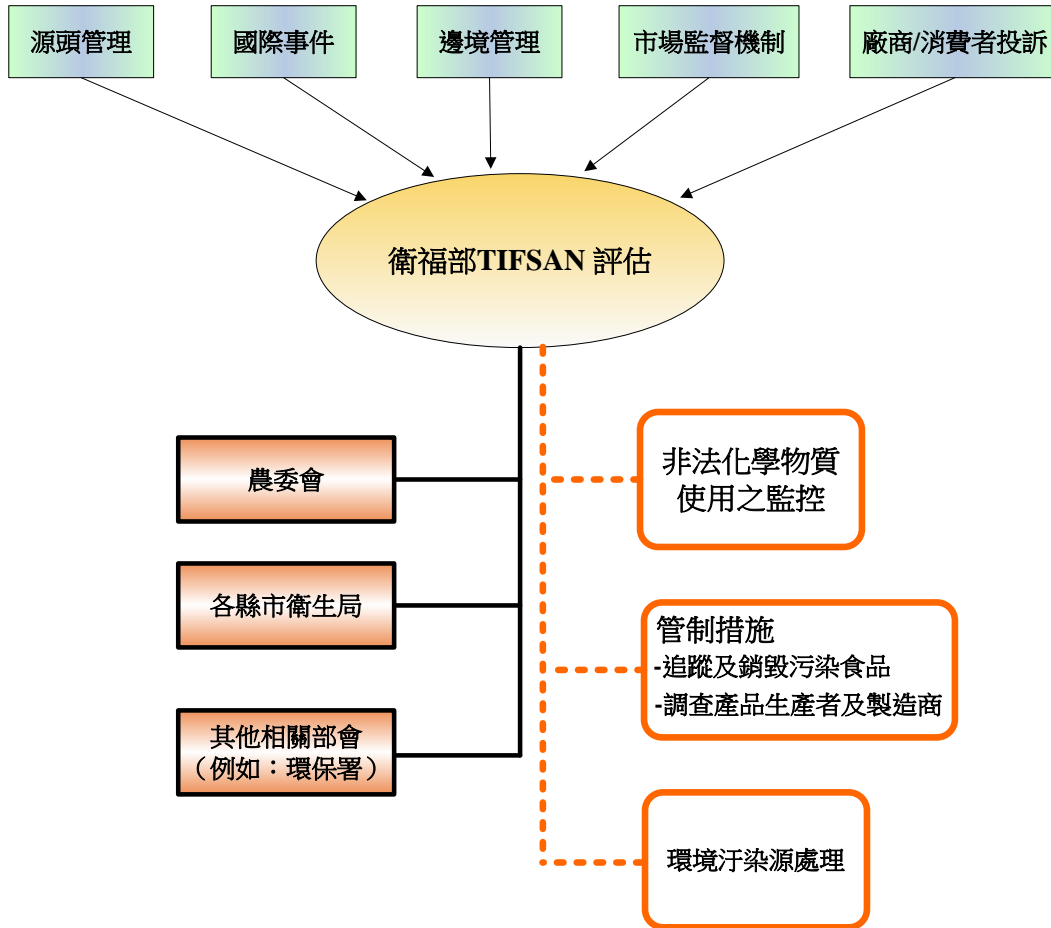 源頭管理
國際事件
邊境管理
市場監督機制
廠商/消費者投訴
衛福部TIFSAN 評估
農委會
各縣市衛生局
其他相關部會
（例如：環保署）
非法化學物質
使用之監控
管制措施
-追蹤及銷毀污染食品
-調查產品生產者及製造商
環境汙染源處理